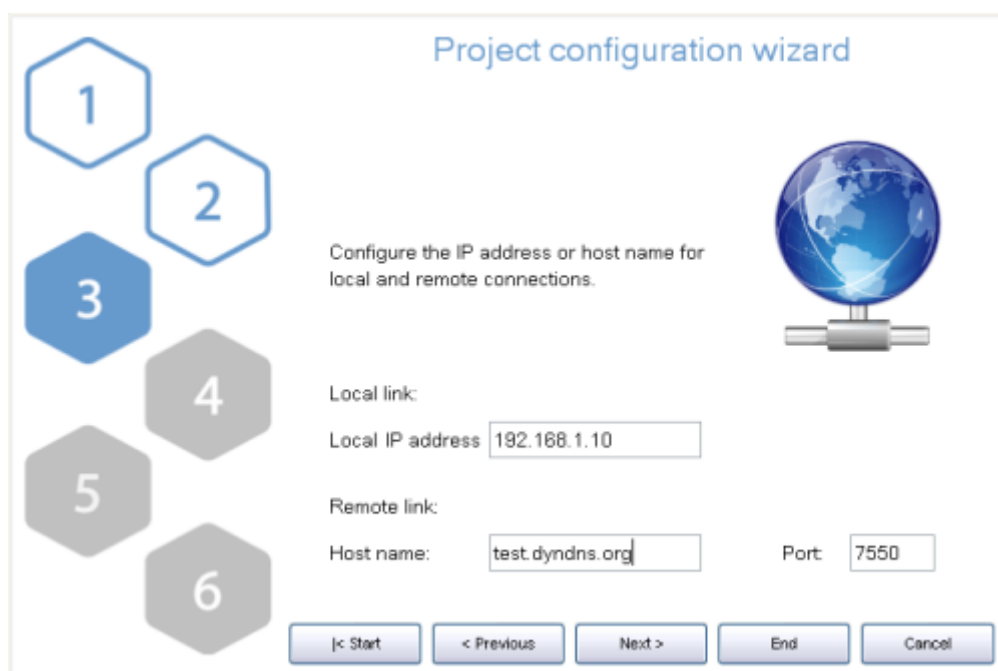 Project configuration wizard
1
2
3
4
5
6
Configure the IP address or host name for
local and remote connections.
Local link:
Local IP address 192.168.1.10
Remote link:
Host name: test.dyndns.org Port: 7550
|< Start < Previous Next > End Cancel